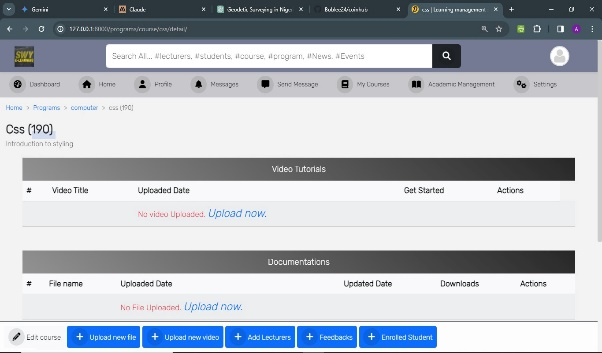 Gemini
Claude
Geodetic Surveying in Nige
Bobles24/coinhub
css | Learning management
127.0.0.1:8000/programs/course/css/detail/
SWY
Search All... #lecturers, #students, #course, #program, #News, #Events
Dashboard Home Profile Messages Send Message My Courses Academic Management Settings
Home > Programs > computer > css (190)
Css (190)
Introduction to styling
Video Tutorials
# Video Title Uploaded Date Get Started Actions
No video Uploaded. Upload now.
Documentations
# File name Uploaded Date Updated Date Downloads Actions
No File Uploaded. Upload now.
Edit course + Upload new file + Upload new video + Add Lecturers + Feedbacks + Enrolled Student